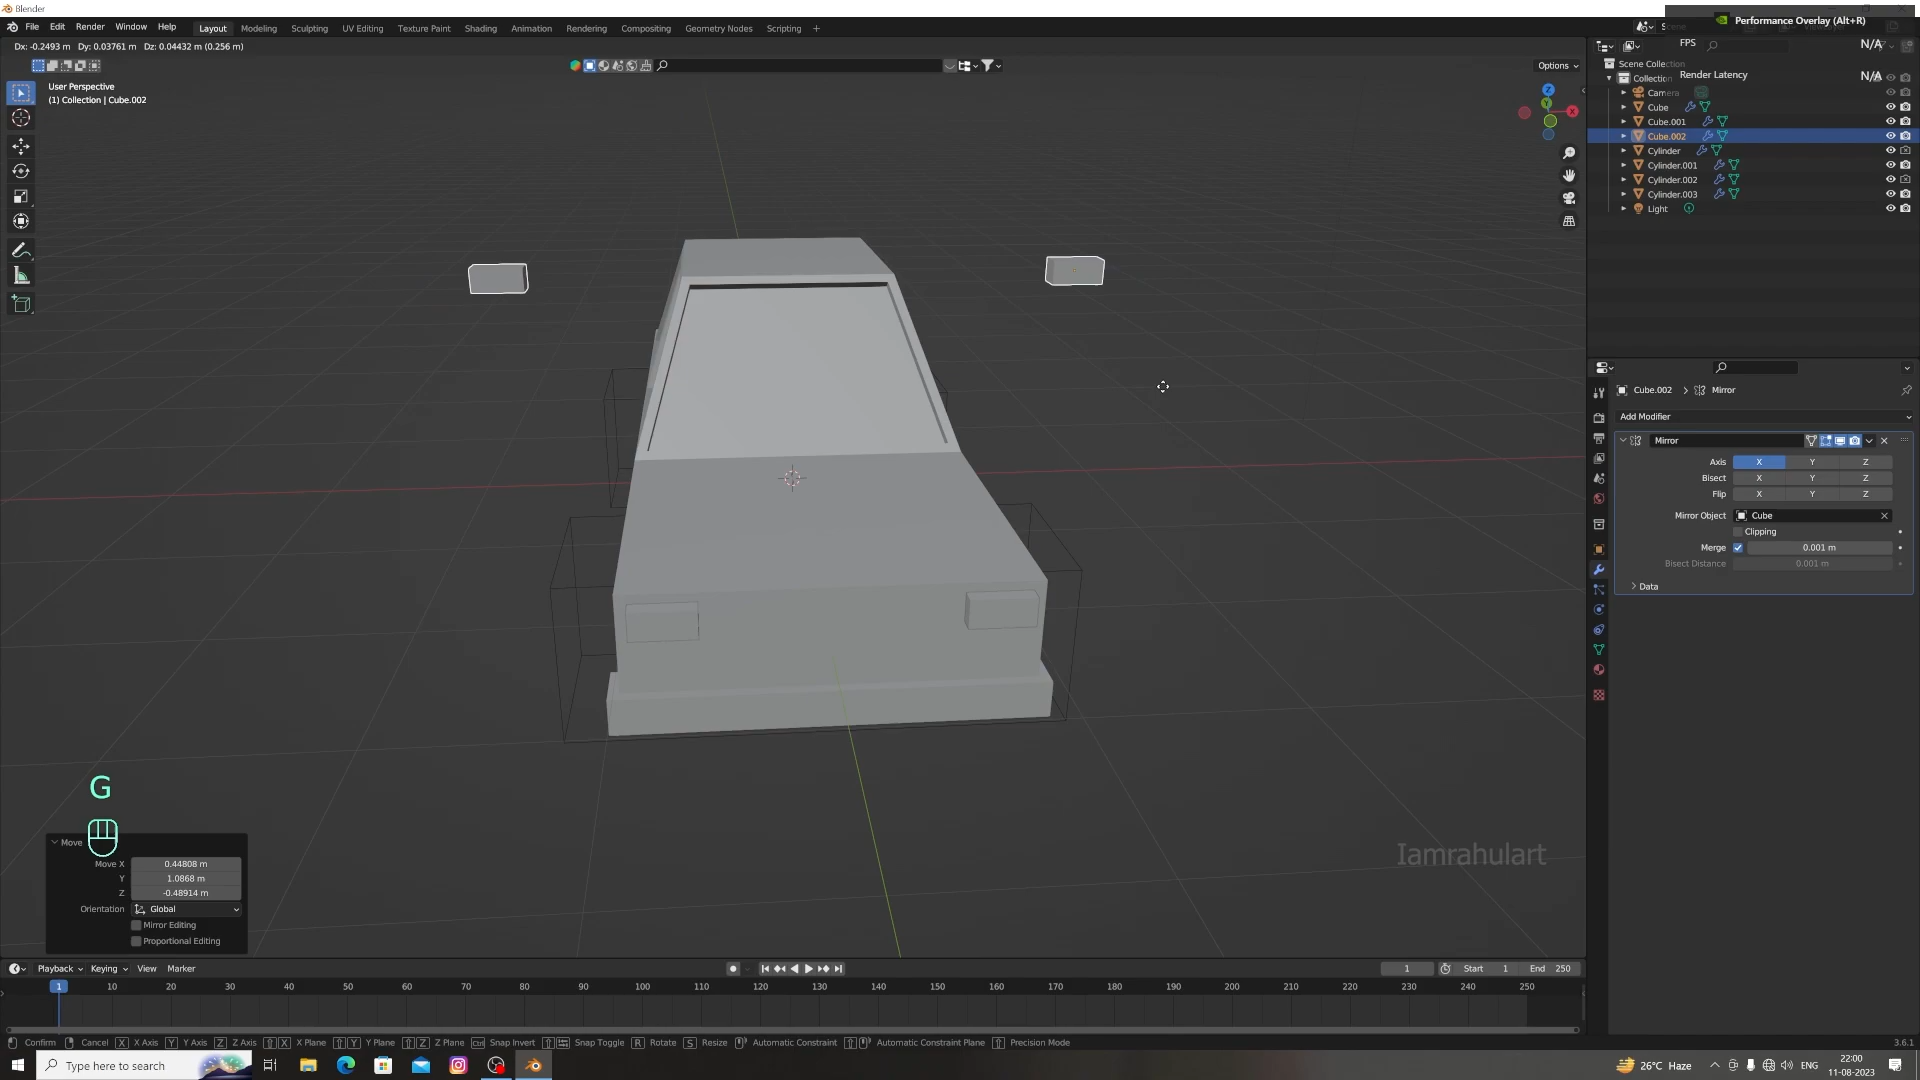 Blender
File Edit Render Window Help Layout Modeling Sculpting UV Editing Texture Paint Shading Animation Rendering Compositing Geometry Nodes Scripting +
Performance Overlay (Alt+R)
FPS N/A
Render Latency N/A
Dx: -0.2493 m Dy: 0.03761 m Dz: 0.04432 m (0.256 m)
Options
User Perspective
(1) Collection | Cube.002
Z
Y
X
Scene Collection
Collection
Camera
Cube
Cube.001
Cube.002
Cylinder
Cylinder.001
Cylinder.002
Cylinder.003
Light
Cube.002 > Mirror
Add Modifier
Mirror
Axis X Y Z
Bisect X Y Z
Flip X Y Z
Mirror Object Cube
Clipping
Merge 0.001 m
Bisect Distance 0.001 m
Data
G
Move
Move X 0.44808 m
Y 1.0868 m
Z -0.48914 m
Orientation Global
Mirror Editing
Proportional Editing
Iamrahulart
Playback Keying View Marker 1 Start 1 End 250
1 10 20 30 40 50 60 70 80 90 100 110 120 130 140 150 160 170 180 190 200 210 220 230 240 250
Confirm Cancel X X Axis Y Y Axis Z Z Axis X X Plane Y Y Plane Z Z Plane Ctrl Snap Invert Snap Toggle R Rotate S Resize Automatic Constraint Automatic Constraint Plane Precision Mode 3.6.1
Type here to search 26°C Haze ENG 22:00
11-08-2023